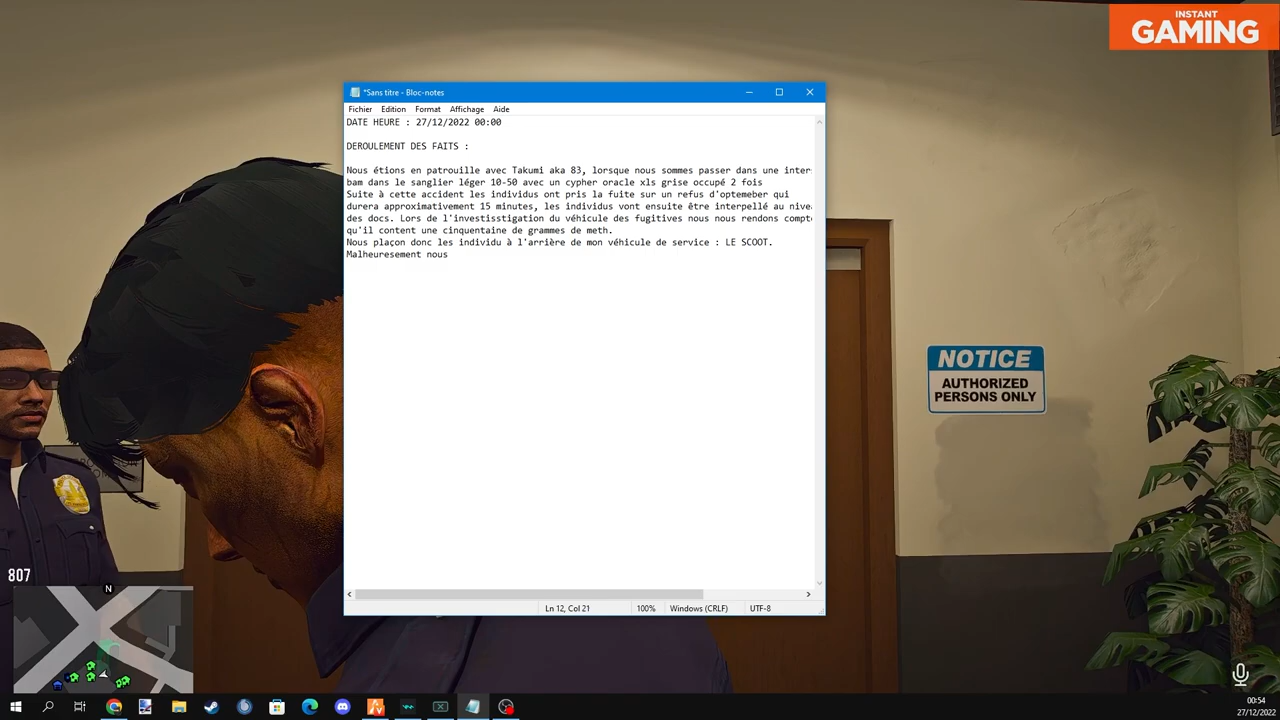 INSTANT
GAMING
*Sans titre - Bloc-notes
Fichier Edition Format Affichage Aide
DATE HEURE : 27/12/2022 00:00
DEROULEMENT DES FAITS :
Nous étions en patrouille avec Takumi aka 83, lorsque nous sommes passer dans une inter
bam dans le sanglier léger 10-50 avec un cypher oracle xls grise occupé 2 fois
Suite à cette accident les individus ont pris la fuite sur un refus d'optemeber qui
durera approximativement 15 minutes, les individus vont ensuite être interpellé au nive
des docs. Lors de l'investisstigation du véhicule des fugitives nous nous rendons compt
qu'il content une cinquentaine de grammes de meth.
Nous plaçon donc les individu à l'arrière de mon véhicule de service : LE SCOOT.
Malheuresement nous
NOTICE
AUTHORIZED
PERSONS ONLY
807
N
Ln 12, Col 21 100% Windows (CRLF) UTF-8
00:54
27/12/2022